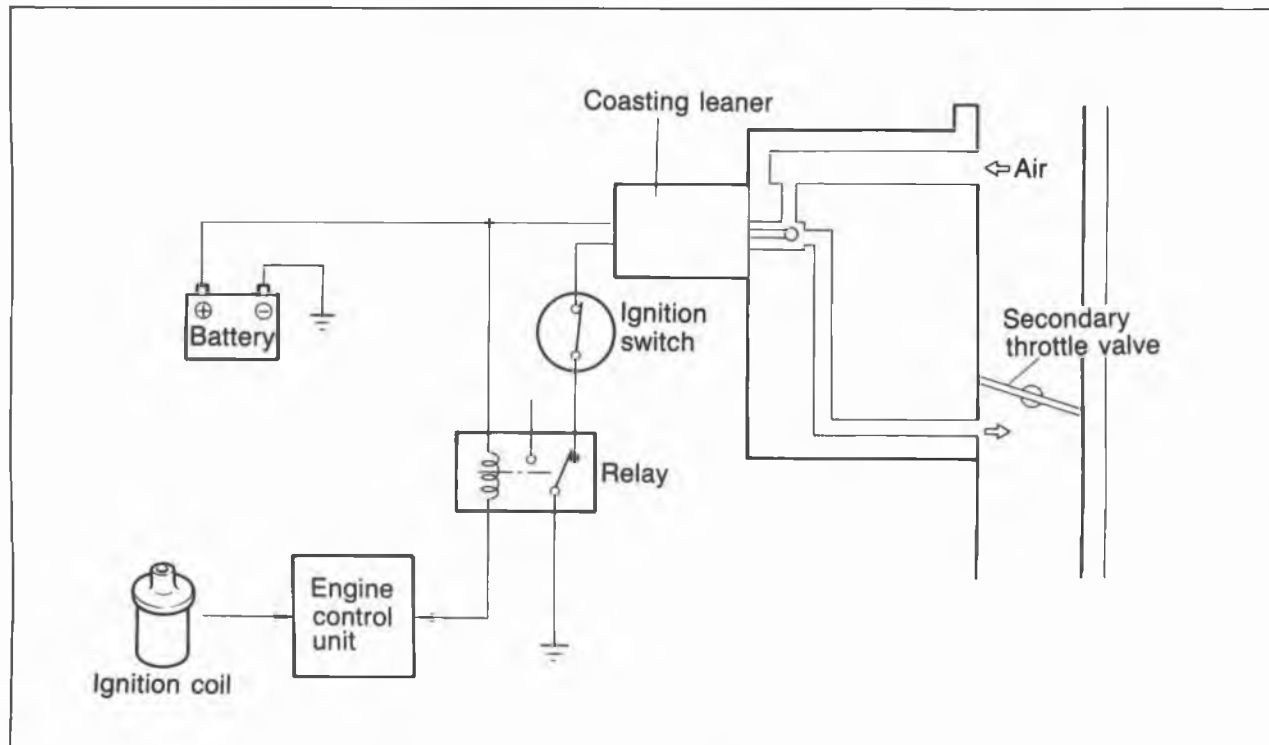 Coasting leaner
Air
⊕ ⊖
Battery
Ignition
switch
Secondary
throttle valve
Relay
Engine
control
unit
Ignition coil